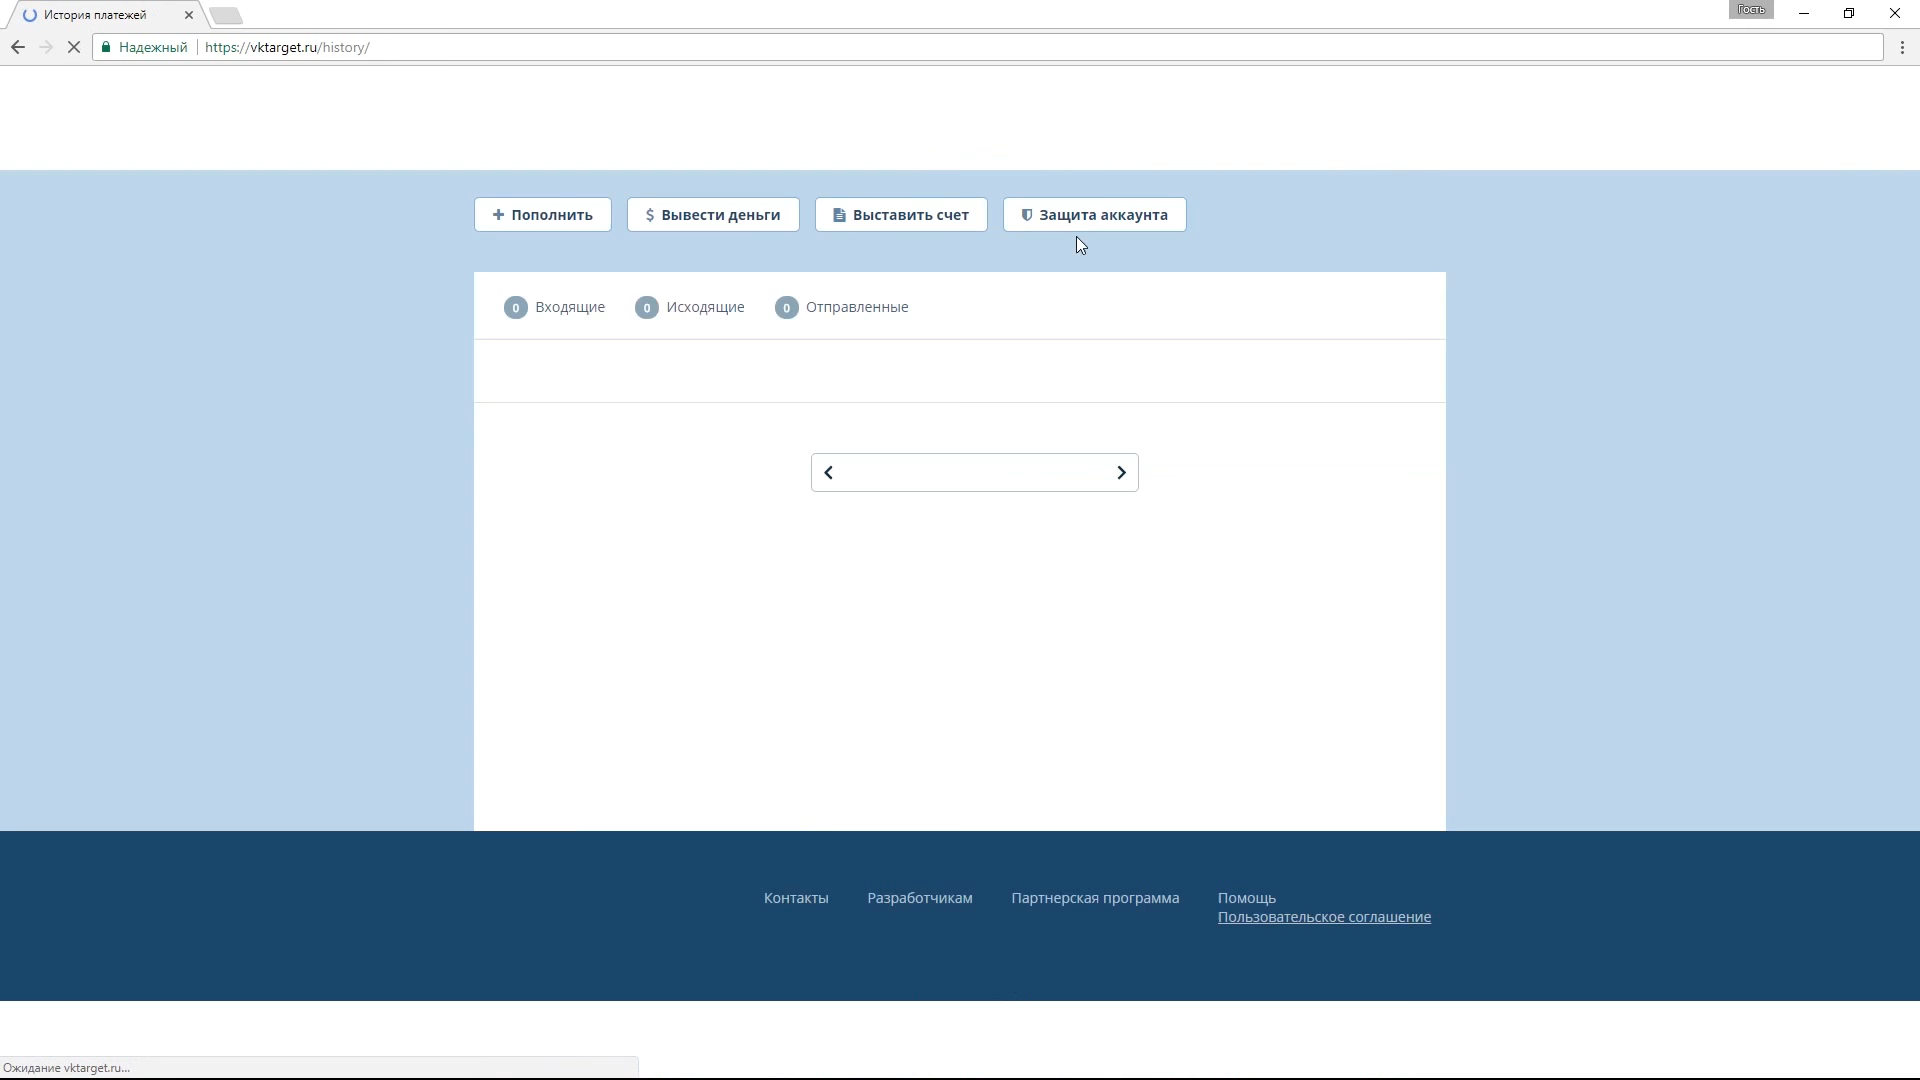 История платежей
Гость
Надежный
https://vktarget.ru/history/
Пополнить
$ Вывести деньги
Выставить счет
Защита аккаунта
0 Входящие
0 Исходящие
0 Отправленные
Контакты
Разработчикам
Партнерская программа
Помощь
Пользовательское соглашение
Ожидание vktarget.ru...